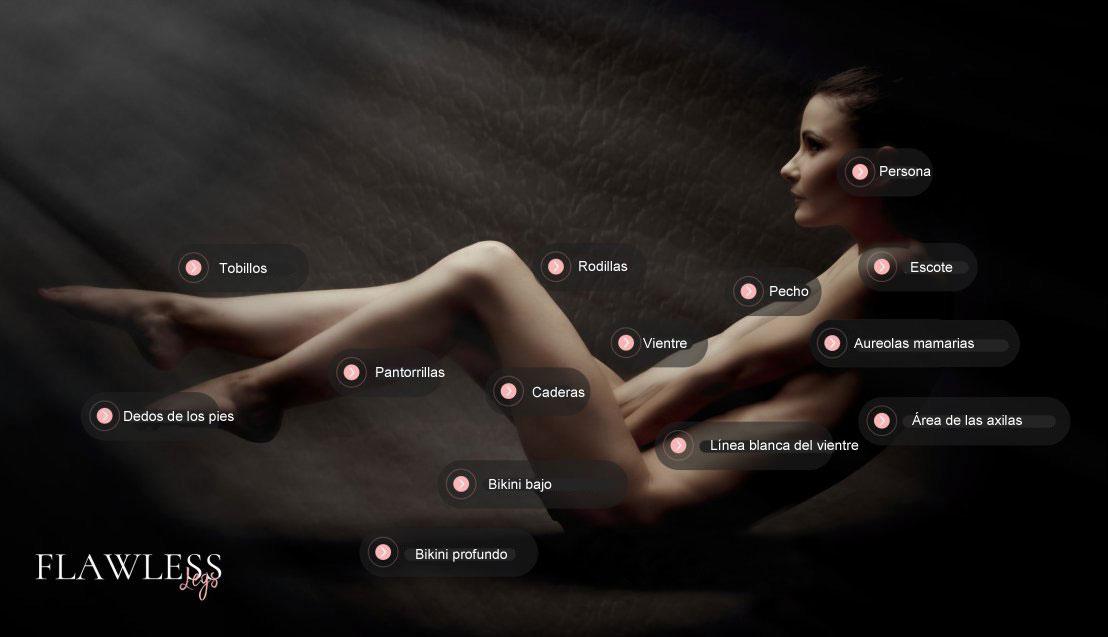 Persona
Tobillos
Rodillas
Escote
Pecho
Vientre
Aureolas mamarias
Pantorrillas
Caderas
Dedos de los pies
Área de las axilas
Línea blanca del vientre
Bikini bajo
Bikini profundo
FLAWLESS
Legs